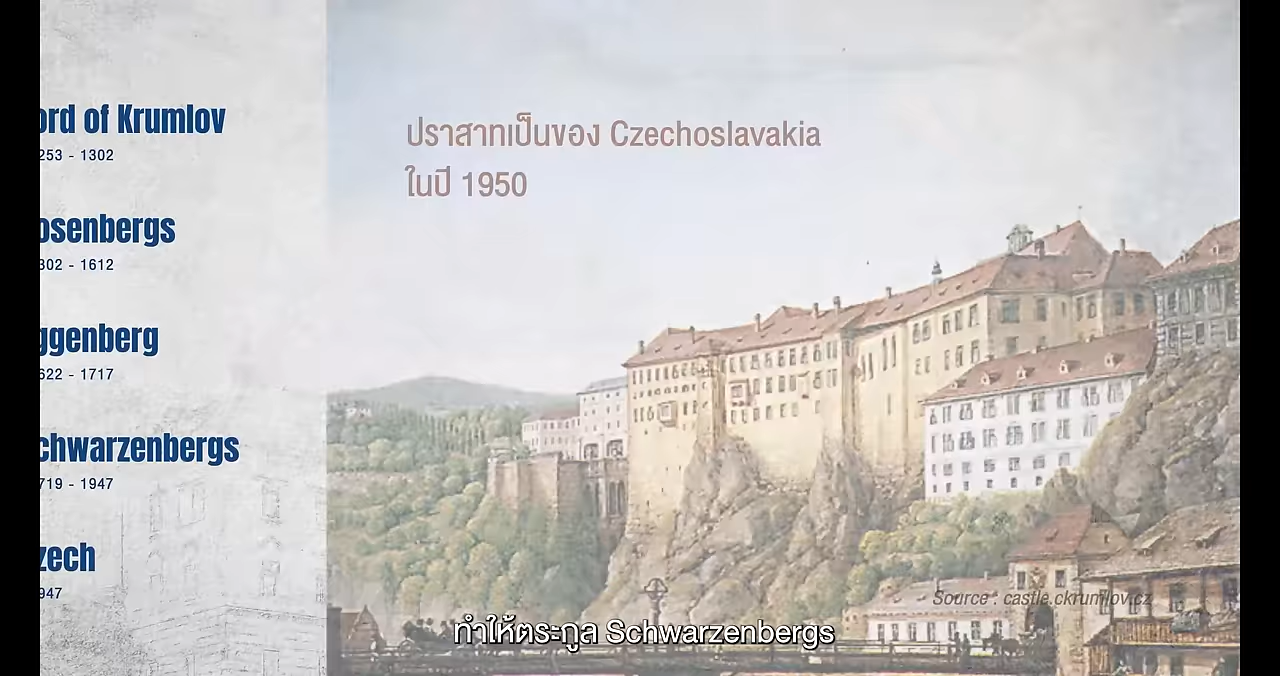 ord of Krumlov
253 - 1302
osenbergs
302 - 1612
ggenberg
622 - 1717
chwarzenbergs
719 - 1947
zech
947
ปราสาทเป็นของ Czechoslavakia
ในปี 1950
Source : castle.ckrumlov.cz
ทำให้ตระกูล Schwarzenbergs